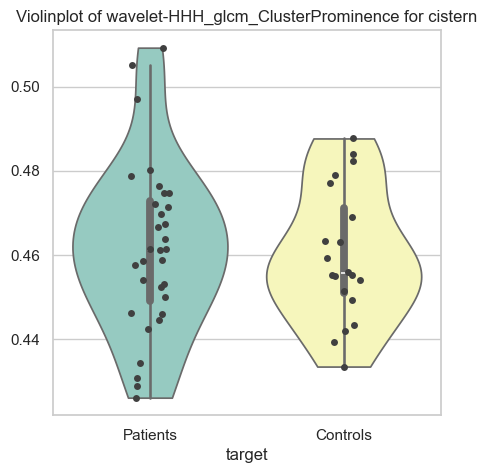 Violinplot of wavelet-HHH_glcm_ClusterProminence for cistern
0.50
0.48
0.46
0.44
Patients
Controls
target